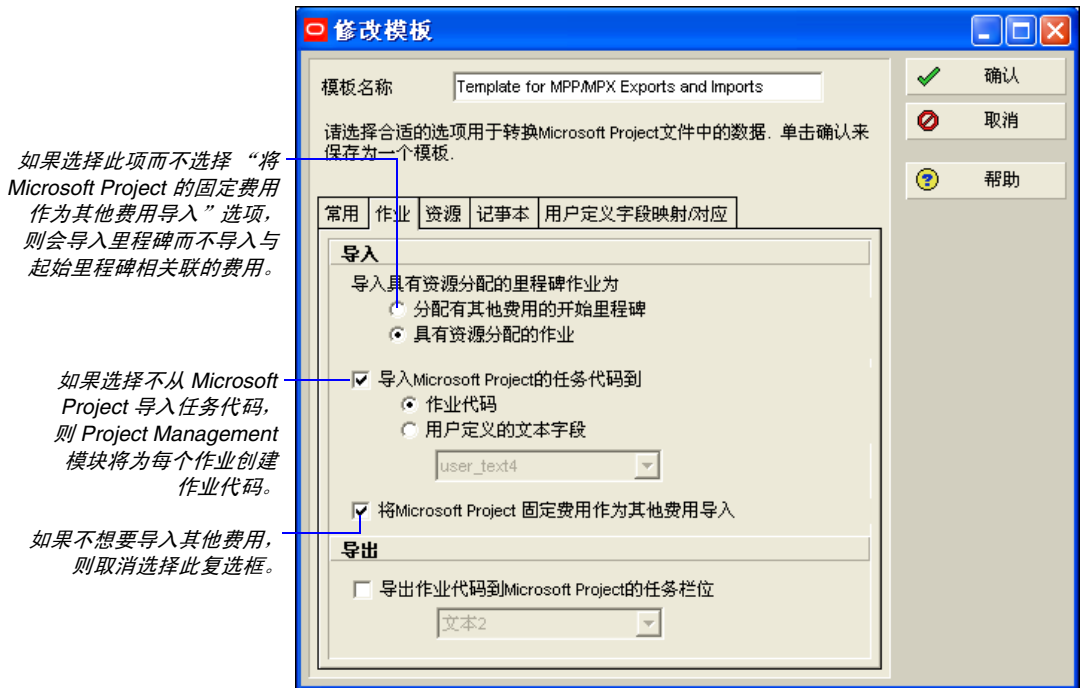 修改模板
模板名称 Template for MPP/MPX Exports and Imports
请选择合适的选项用于转换Microsoft Project文件中的数据. 单击确认来
保存为一个模板.
确认
取消
帮助
常用 作业 资源 记事本 用户定义字段映射/对应
导入
导入具有资源分配的里程碑作业为
分配有其他费用的开始里程碑
具有资源分配的作业
导入Microsoft Project的任务代码到
作业代码
用户定义的文本字段
user_text4
将Microsoft Project 固定费用作为其他费用导入
导出
导出作业代码到Microsoft Project的任务栏位
文本2
如果选择此项而不选择 “将
Microsoft Project 的固定费用
作为其他费用导入”选项,
则会导入里程碑而不导入与
起始里程碑相关联的费用。
如果选择不从 Microsoft
Project 导入任务代码,
则 Project Management
模块将为每个作业创建
作业代码。
如果不想要导入其他费用,
则取消选择此复选框。